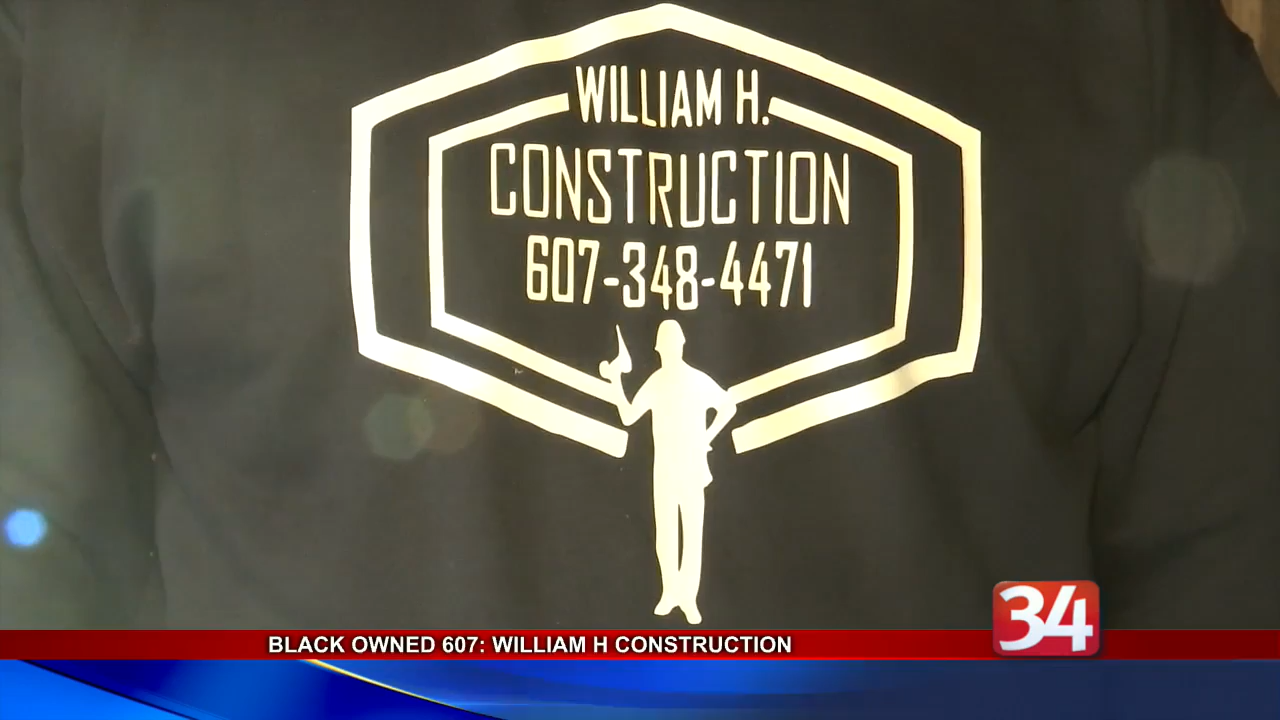 WILLIAM H.
CONSTRUCTION
607-348-4471
34
BLACK OWNED 607: WILLIAM H CONSTRUCTION